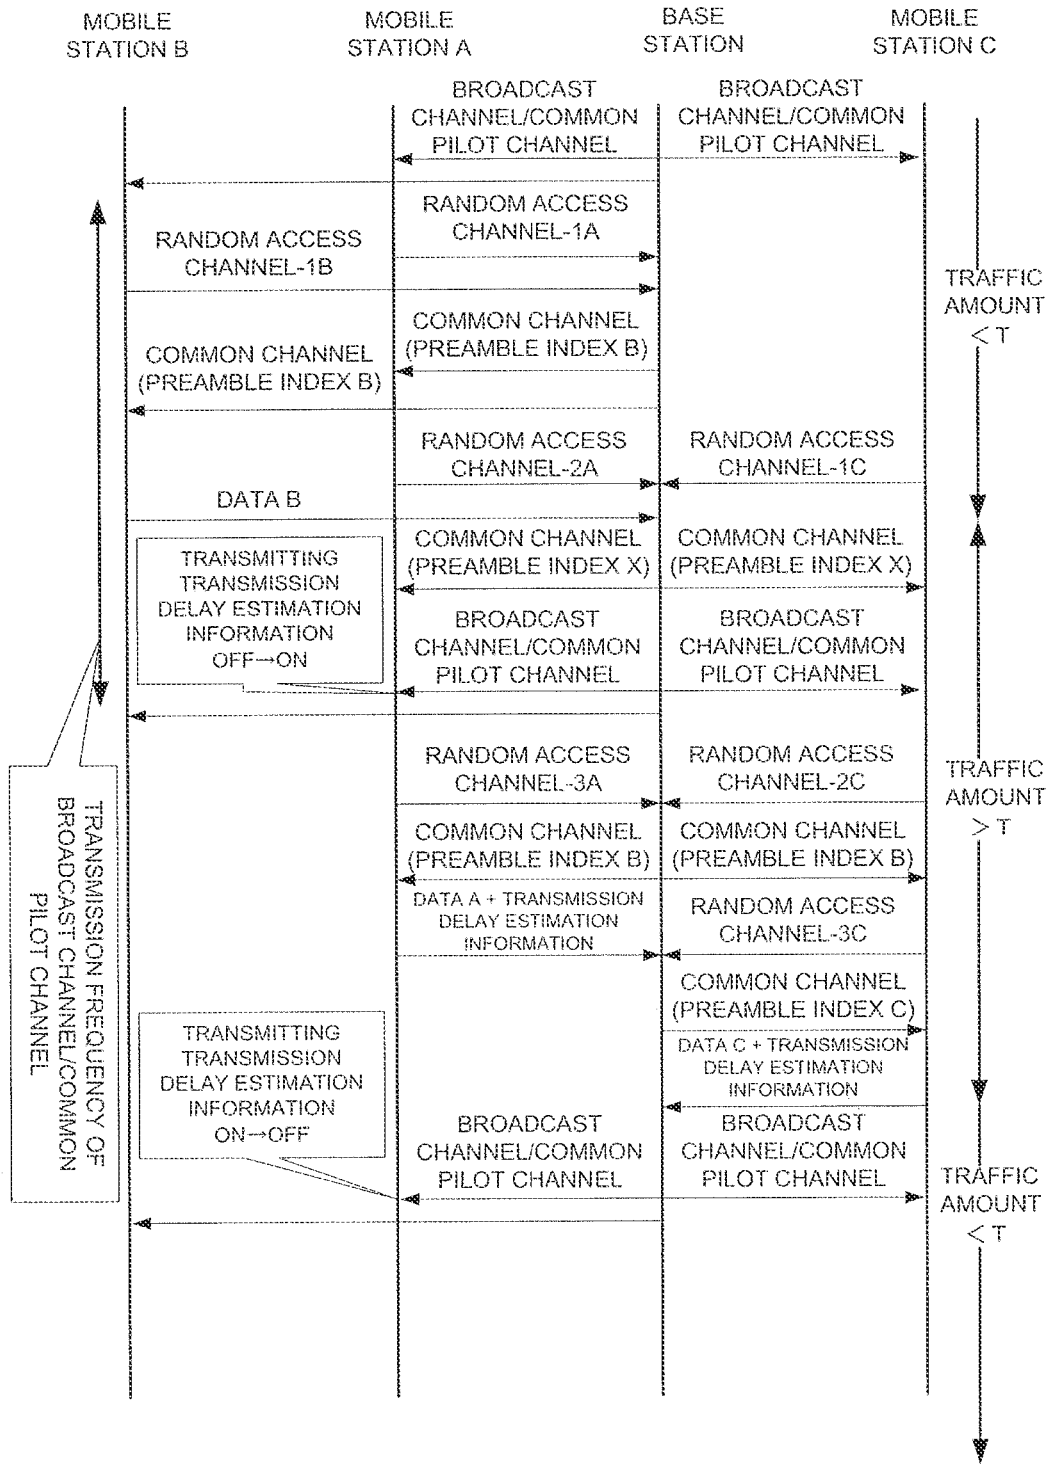 MOBILE
STATION B
MOBILE
STATION A
BASE
STATION
MOBILE
STATION C
BROADCAST
CHANNEL/COMMON
PILOT CHANNEL
BROADCAST
CHANNEL/COMMON
PILOT CHANNEL
RANDOM ACCESS
CHANNEL-1A
RANDOM ACCESS
CHANNEL-1B
TRAFFIC
AMOUNT
< T
COMMON CHANNEL
(PREAMBLE INDEX B)
COMMON CHANNEL
(PREAMBLE INDEX B)
RANDOM ACCESS
CHANNEL-2A
RANDOM ACCESS
CHANNEL-1C
DATA B
COMMON CHANNEL
(PREAMBLE INDEX X)
COMMON CHANNEL
(PREAMBLE INDEX X)
TRANSMITTING
TRANSMISSION
DELAY ESTIMATION
INFORMATION
OFF→ON
BROADCAST
CHANNEL/COMMON
PILOT CHANNEL
BROADCAST
CHANNEL/COMMON
PILOT CHANNEL
RANDOM ACCESS
CHANNEL-3A
RANDOM ACCESS
CHANNEL-2C
TRAFFIC
AMOUNT
> T
COMMON CHANNEL
(PREAMBLE INDEX B)
COMMON CHANNEL
(PREAMBLE INDEX B)
DATA A + TRANSMISSION
DELAY ESTIMATION
INFORMATION
RANDOM ACCESS
CHANNEL-3C
TRANSMISSION FREQUENCY OF
BROADCAST CHANNEL/COMMON
PILOT CHANNEL
COMMON CHANNEL
(PREAMBLE INDEX C)
TRANSMITTING
TRANSMISSION
DELAY ESTIMATION
INFORMATION
ON→OFF
DATA C + TRANSMISSION
DELAY ESTIMATION
INFORMATION
BROADCAST
CHANNEL/COMMON
PILOT CHANNEL
BROADCAST
CHANNEL/COMMON
PILOT CHANNEL
TRAFFIC
AMOUNT
< T